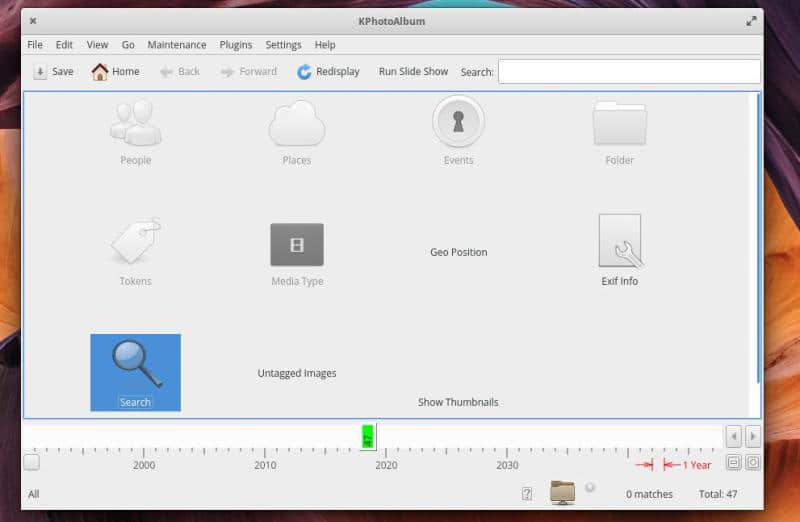 KPhotoAlbum
File Edit View Go Maintenance Plugins Settings Help
Save Home Back Forward Redisplay Run Slide Show Search:
People Places Events Folder
Tokens Media Type Geo Position Exif Info
Search Untagged Images Show Thumbnails
47
2000 2010 2020 2030 1 Year
All ? 0 matches Total: 47